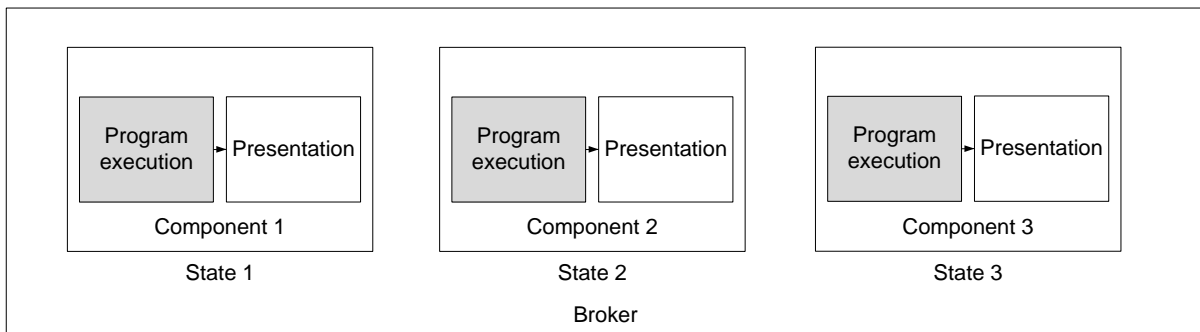 Program
execution
Presentation
Component 1
State 1
Program
execution
Presentation
Component 2
State 2
Program
execution
Presentation
Component 3
State 3
Broker